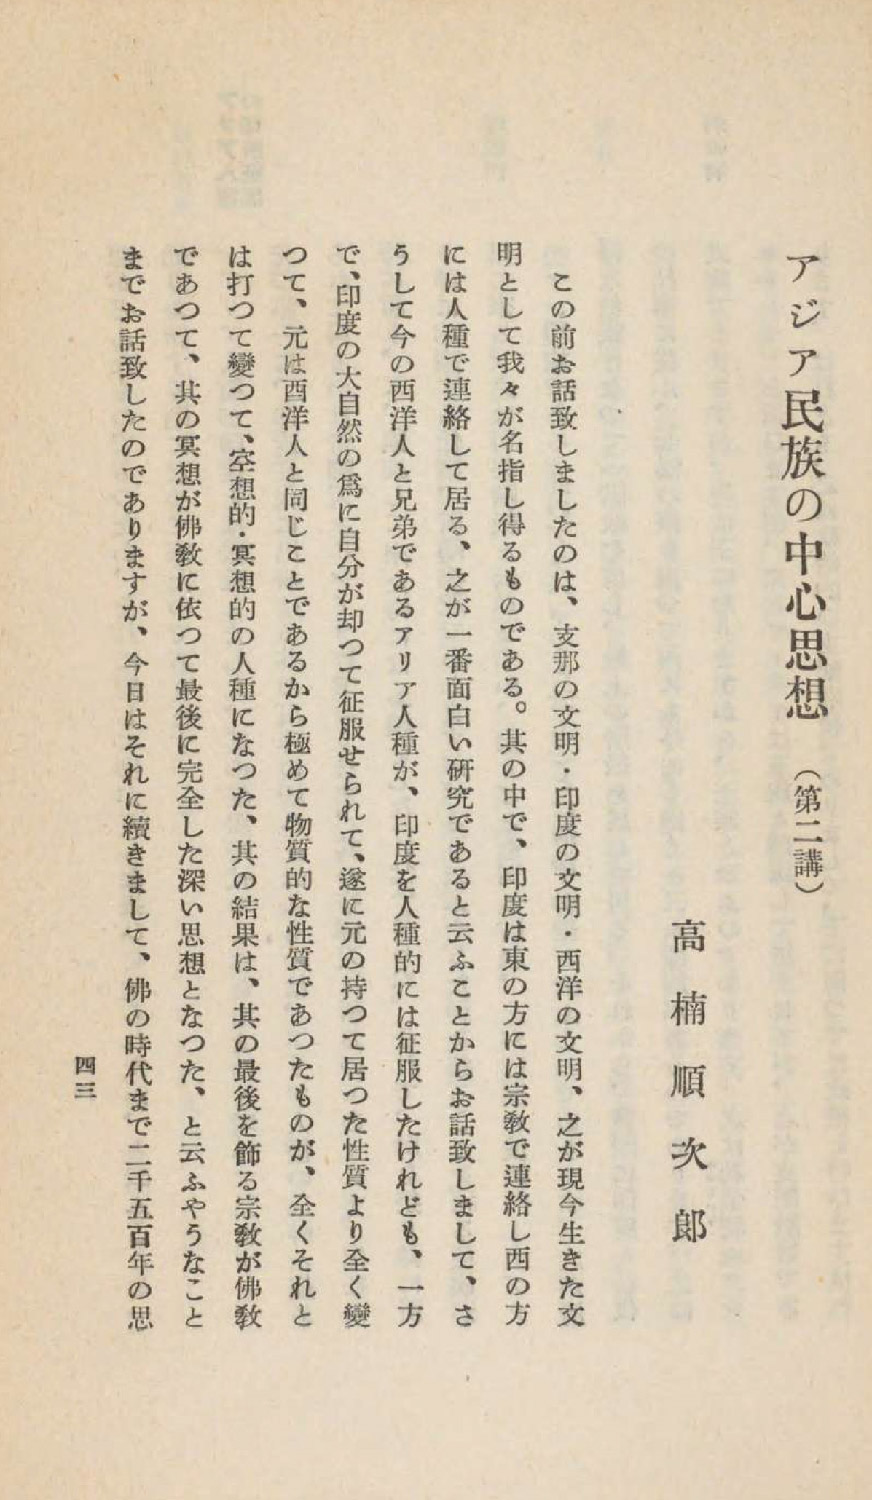 アジア民族の中心思想 （第二講）
高楠順次郎
この前お話致しましたのは、支那の文明・印度の文明・西洋の文明、之が現今生きた文
明として我々が名指し得るものである。其の中で、印度は東の方には宗教で連絡し西の方
には人種で連絡して居る、之が一番面白い研究であると云ふことからお話致しまして、さ
うして今の西洋人と兄弟であるアリア人種が、印度を人種的には征服したけれども、一方
で、印度の大自然の爲に自分が却つて征服せられて、遂に元の持つて居つた性質より全く變
つて、元は西洋人と同じことであるから極めて物質的な性質であつたものが、全くそれと
は打つて變つて、空想的・冥想的の人種になつた、其の結果は、其の最後を飾る宗敎が佛敎
であつて、其の冥想が佛敎に依つて最後に完全した深い思想となつた、と云ふやうなこと
までお話致したのでありますが、今日はそれに續きまして、佛の時代まで二千五百年の思
四三